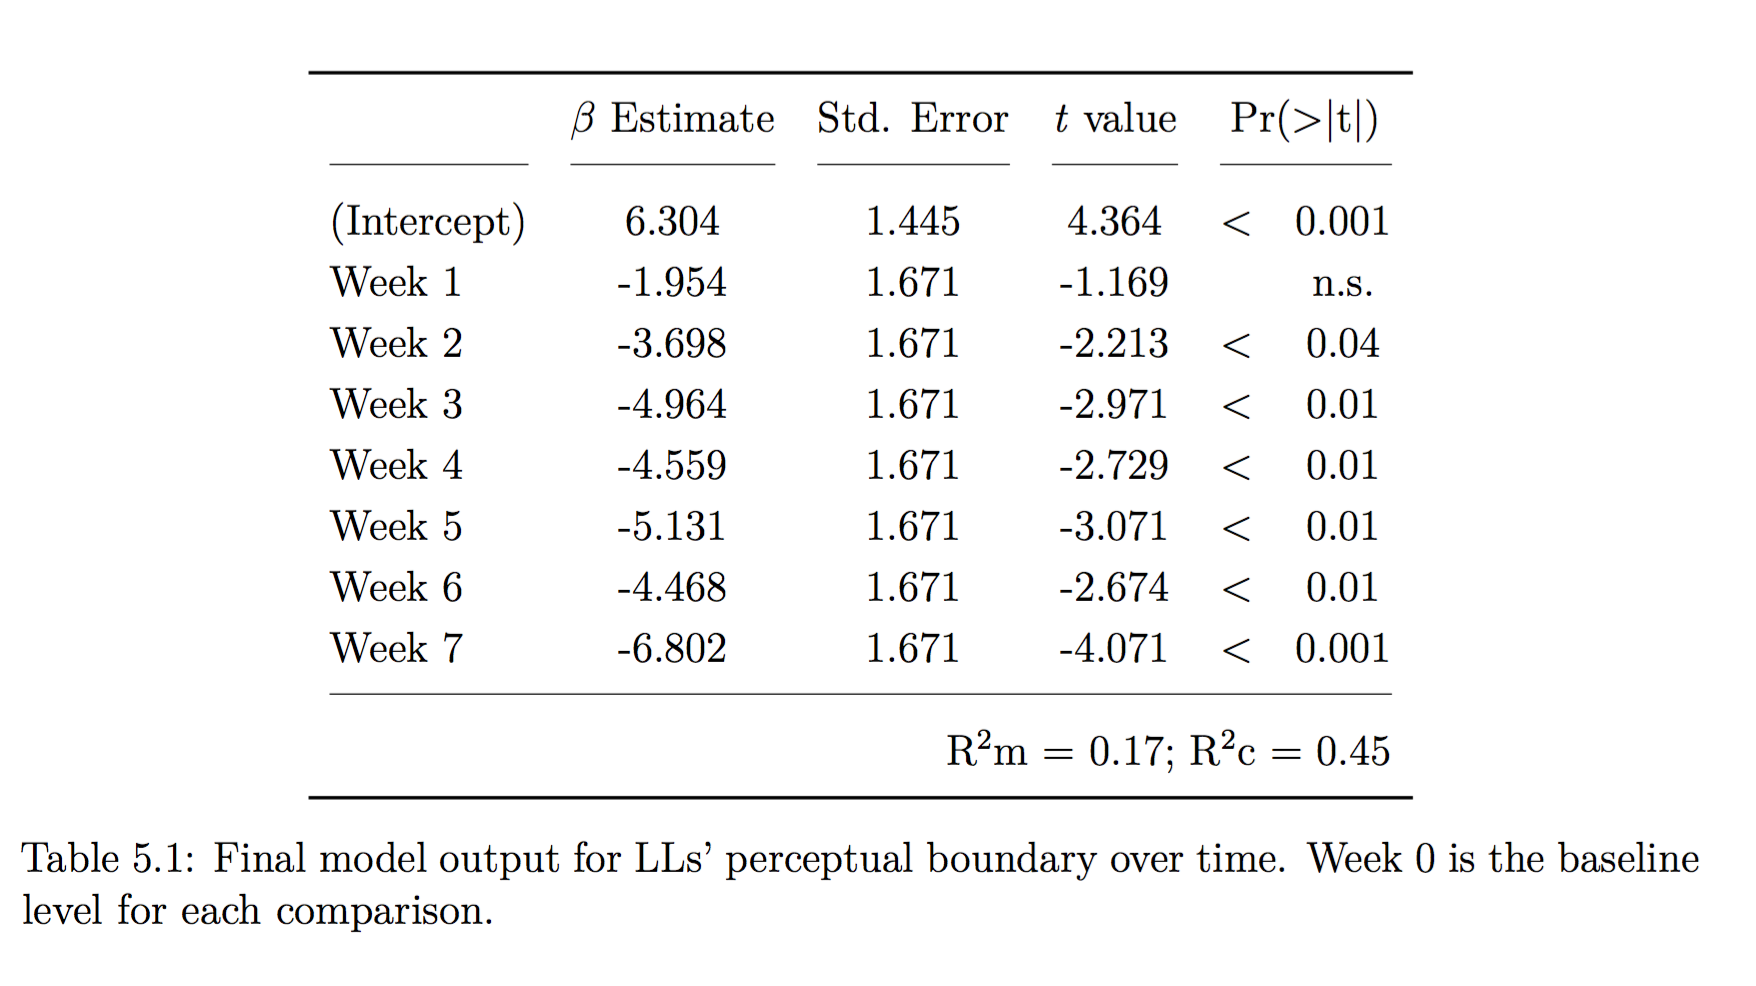 β Estimate Std. Error t value Pr(>|t|)
(Intercept) 6.304 1.445 4.364 < 0.001
Week 1 -1.954 1.671 -1.169 n.s.
Week 2 -3.698 1.671 -2.213 < 0.04
Week 3 -4.964 1.671 -2.971 < 0.01
Week 4 -4.559 1.671 -2.729 < 0.01
Week 5 -5.131 1.671 -3.071 < 0.01
Week 6 -4.468 1.671 -2.674 < 0.01
Week 7 -6.802 1.671 -4.071 < 0.001
R²m = 0.17; R²c = 0.45
Table 5.1: Final model output for LLs’ perceptual boundary over time. Week 0 is the baseline
level for each comparison.